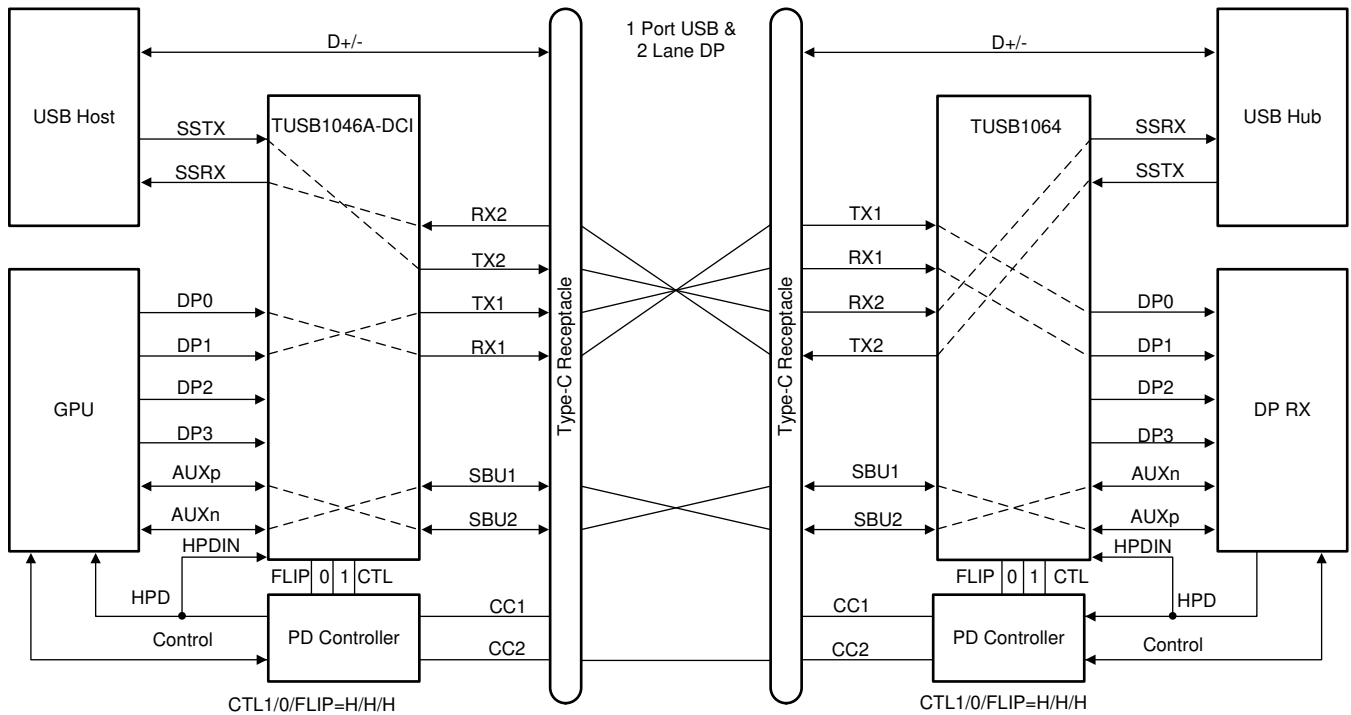 1 Port USB &
2 Lane DP
D+/-
D+/-
USB Host
TUSB1046A-DCI
TUSB1064
USB Hub
SSTX
SSRX
SSRX
SSTX
RX2
TX2
TX1
RX1
TX1
RX1
RX2
TX2
Type-C Receptacle
Type-C Receptacle
GPU
DP0
DP1
DP2
DP3
AUXp
AUXn
HPDIN
DP0
DP1
DP2
DP3
AUXn
AUXp
HPDIN
DP RX
SBU1
SBU2
SBU1
SBU2
FLIP 0 1 CTL
FLIP 0 1 CTL
HPD
Control
PD Controller
CC1
CC2
CC1
CC2
PD Controller
HPD
Control
CTL1/0/FLIP=H/H/H
CTL1/0/FLIP=H/H/H